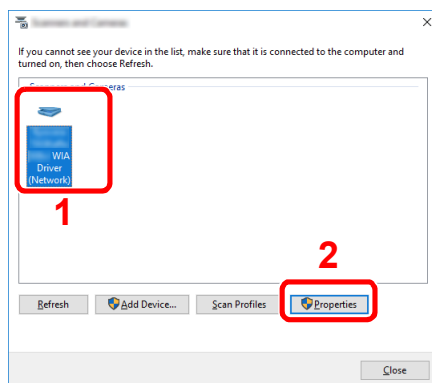 If you cannot see your device in the list, make sure that it is connected to the computer and
turned on, then choose Refresh.
WIA
Driver
(Network)
1
2
Refresh
Add Device...
Scan Profiles
Properties
Close